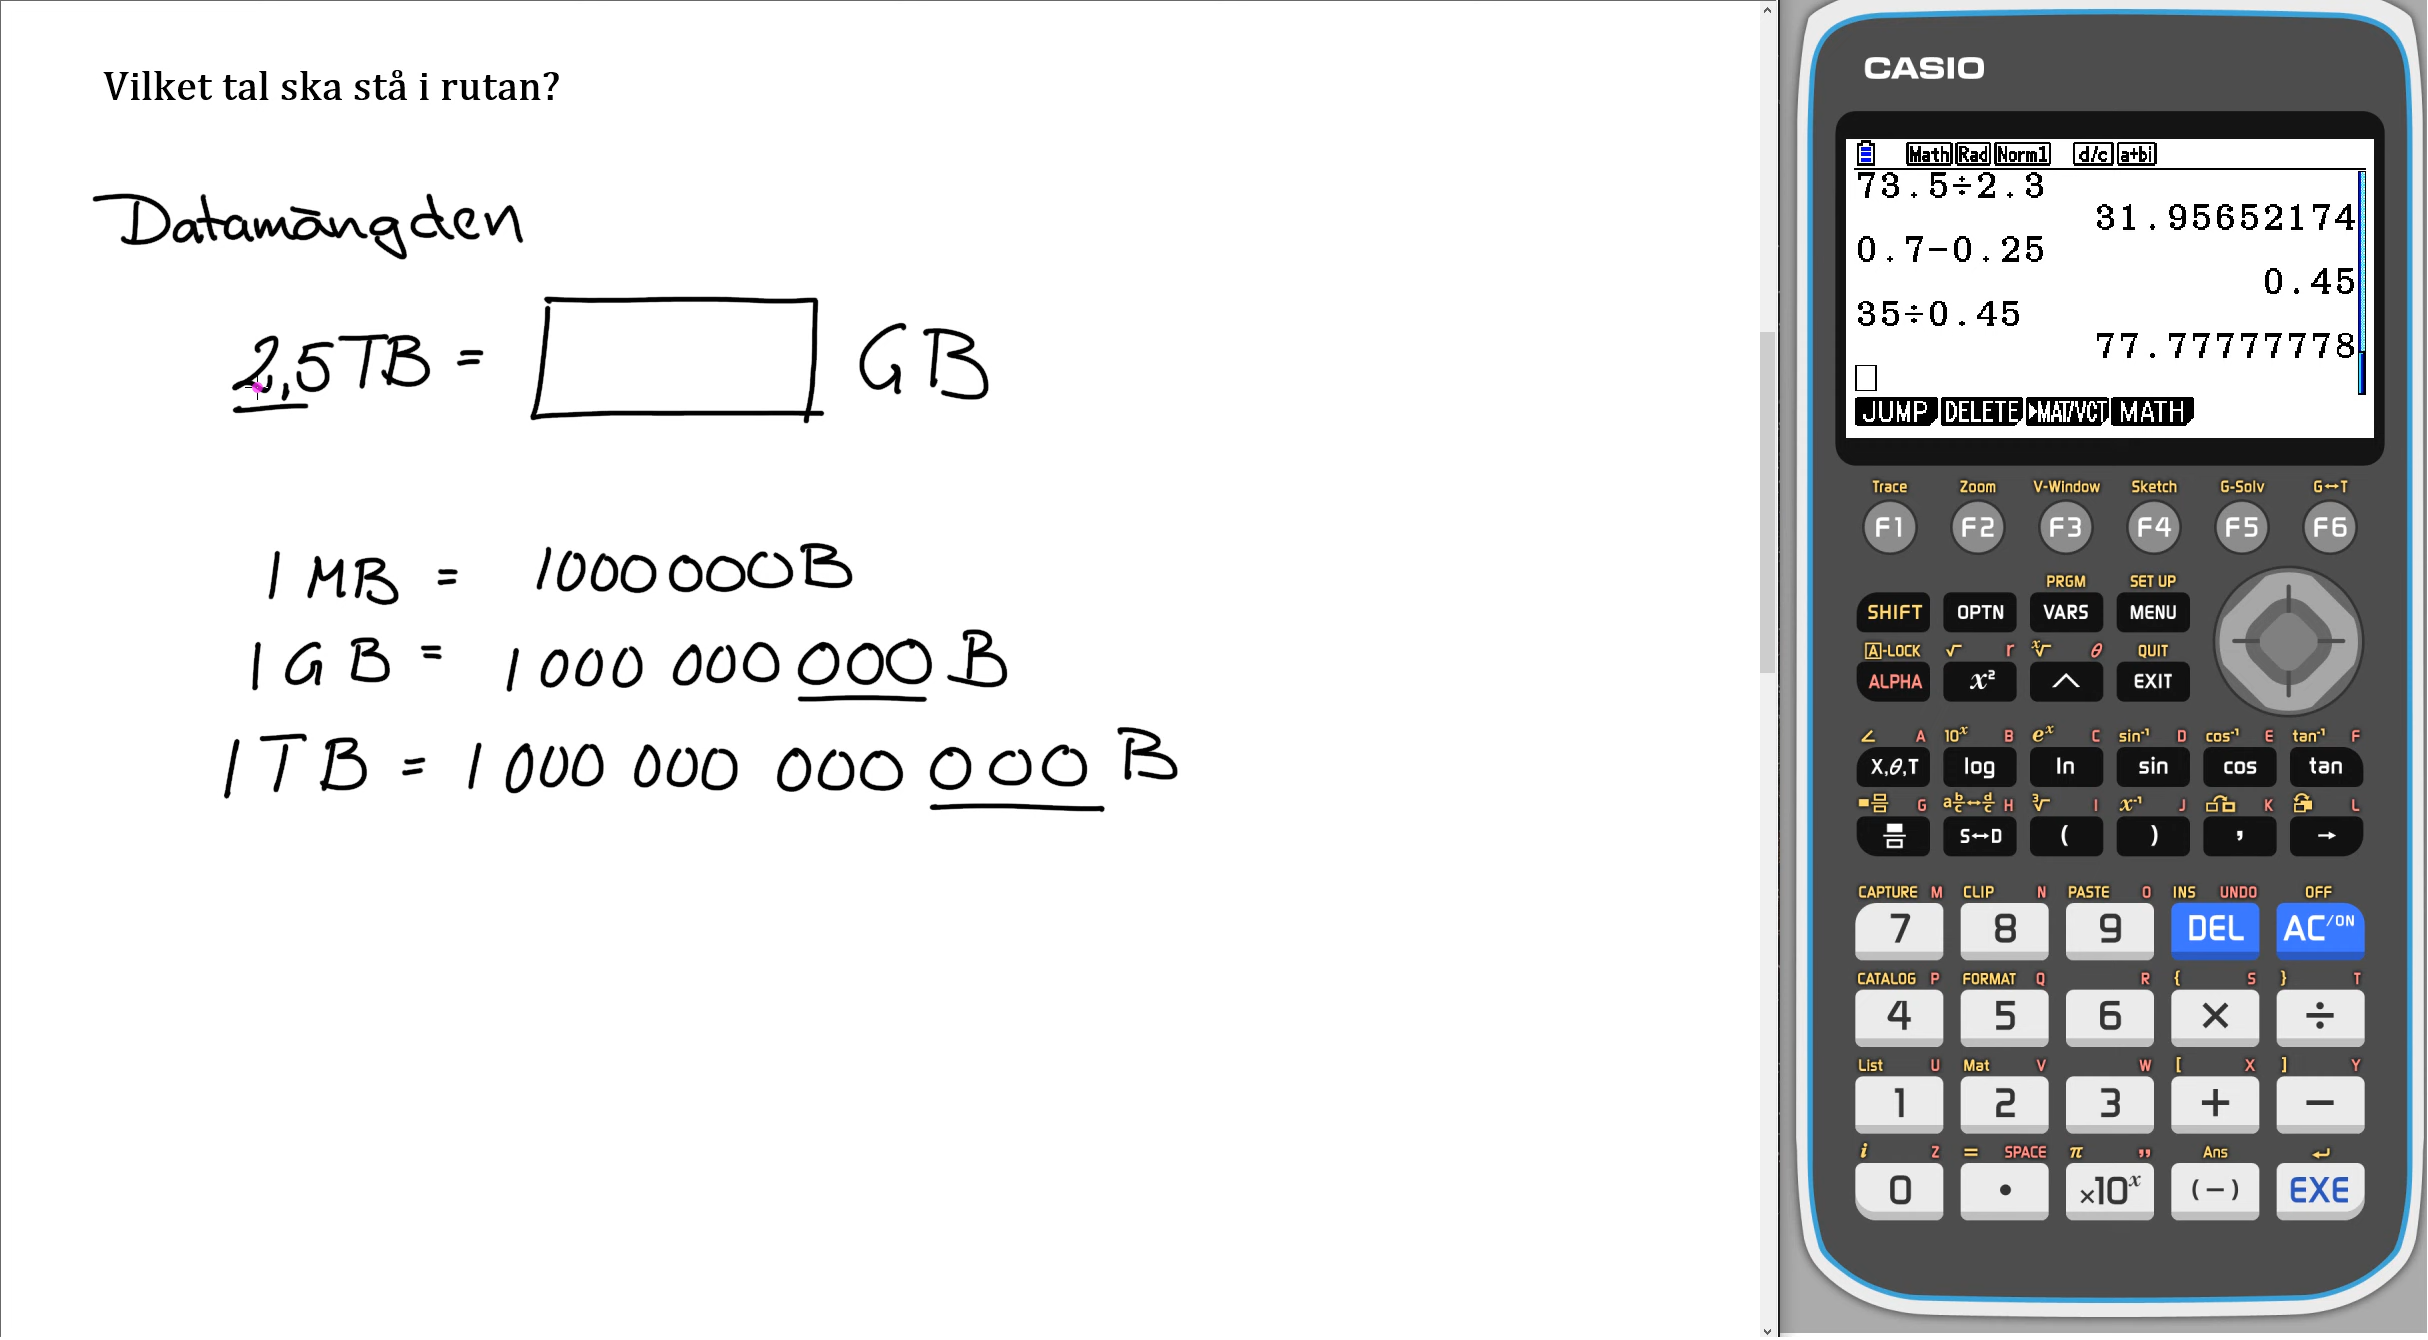 Vilket tal ska stå i rutan?
Datamängden
2,5TB = GB
1 MB = 1000 000B
1 GB = 1 000 000 000 B
1 TB = 1 000 000 000 000 B
CASIO
Math Rad Norm1 d/c a+bi
73.5÷2.3
31.95652174
0.7-0.25
0.45
35÷0.45
77.77777778
JUMP DELETE ▶MAT/VCT MATH
Trace Zoom V-Window Sketch G-Solv G↔T
F1 F2 F3 F4 F5 F6
PRGM SET UP
SHIFT OPTN VARS MENU
A-LOCK √ r ˣ√ θ QUIT
ALPHA x² ^ EXIT
∠ A 10ˣ B eˣ C sin⁻¹ D cos⁻¹ E tan⁻¹ F
X,θ,T log ln sin cos tan
G a b/c↔d/c H ³√ I x⁻¹ J K L
S↔D ( ) , →
CAPTURE M CLIP N PASTE O INS UNDO OFF
7 8 9 DEL AC/ON
CATALOG P FORMAT Q R { S } T
4 5 6 × ÷
List U Mat V W [ X ] Y
1 2 3 + −
i Z = SPACE π " Ans ↵
0 . ×10ˣ (−) EXE